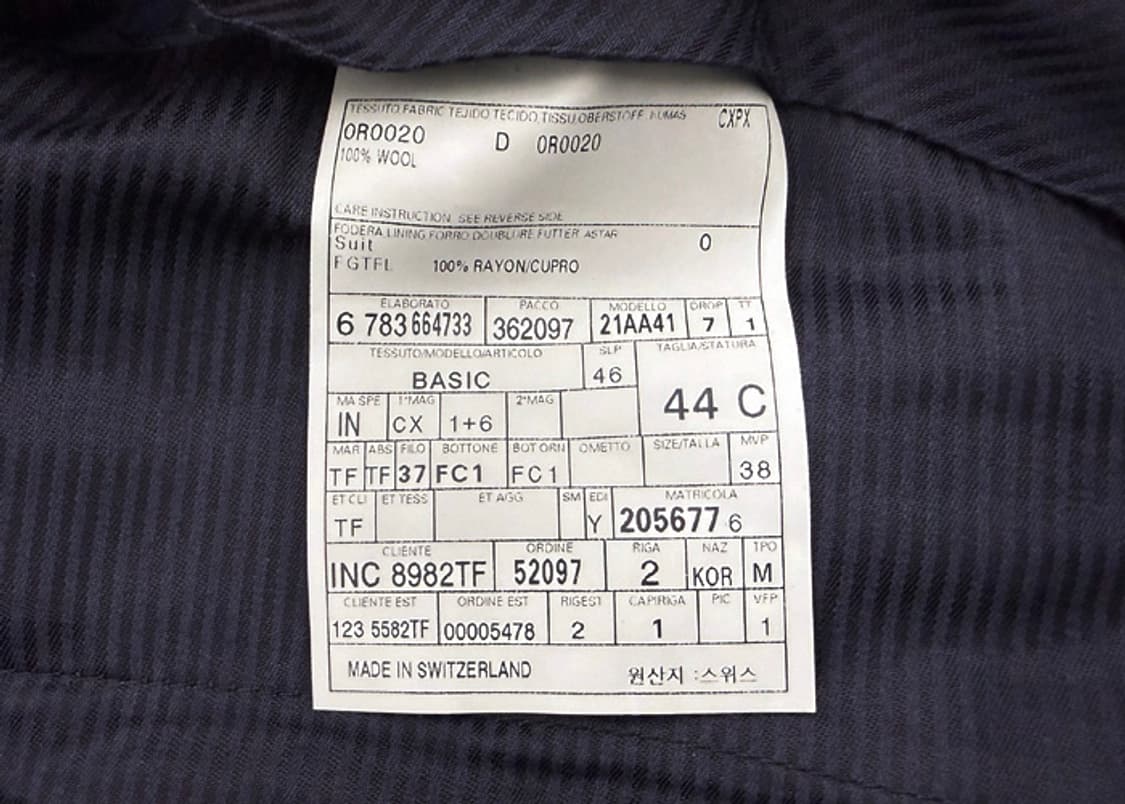 TESSUTO FABRIC TEJIDO TECIDO TISSU OBERSTOFF KUMAS CXPX
0R0020 D 0R0020
100% WOOL
CARE INSTRUCTION SEE REVERSE SIDE
FODERA LINING FORRO DOUBLURE FUTTER ASTAR
Suit 0
FGTFL 100% RAYON/CUPRO
ELABORATO PACCO MODELLO DROP TT
6 783664733 362097 21AA41 7 1
TESSUTO/MODELLO/ARTICOLO SLP TAGLIA/STATURA
BASIC 46 44 C
MA SPE 1°MAG 2°MAG
IN CX 1+6
MAR ABS FILO BOTTONE BOT ORN OMETTO SIZE/TALLA MVP
TF TF 37 FC1 FC1 38
ET CLI ET TESS ET AGG SM EDI MATRICOLA
TF Y 205677 6
CLIENTE ORDINE RIGA NAZ TPO
INC 8982TF 52097 2 KOR M
CLIENTE EST ORDINE EST RIGEST CAPIRIGA PIC VFP
123 5582TF 00005478 2 1 1
MADE IN SWITZERLAND 원산지 :스위스